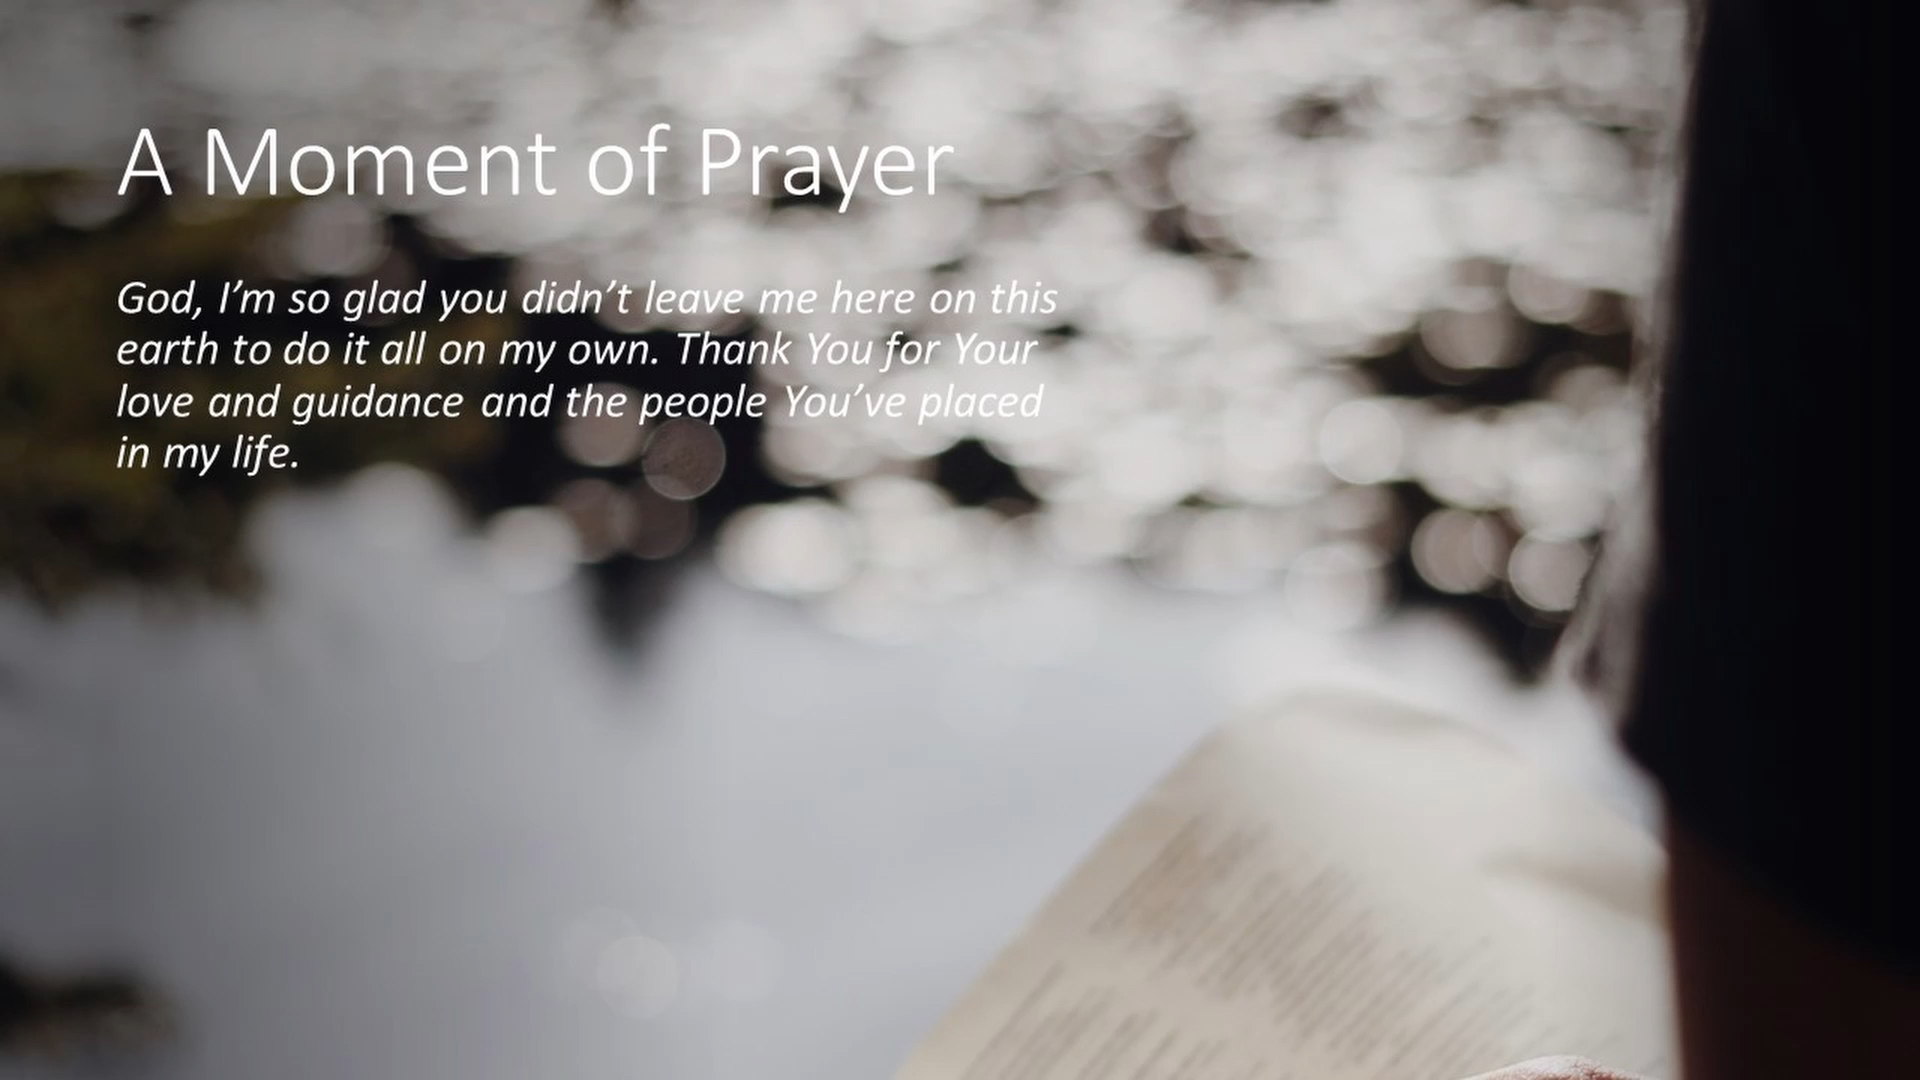 A Moment of Prayer
God, I’m so glad you didn’t leave me here on this
earth to do it all on my own. Thank You for Your
love and guidance and the people You’ve placed
in my life.